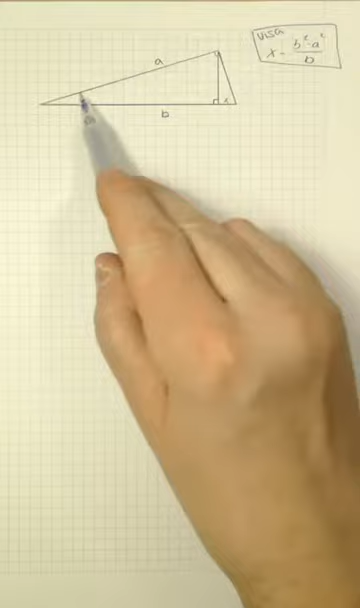 VISA
x = b² - a² / b
a
x
b